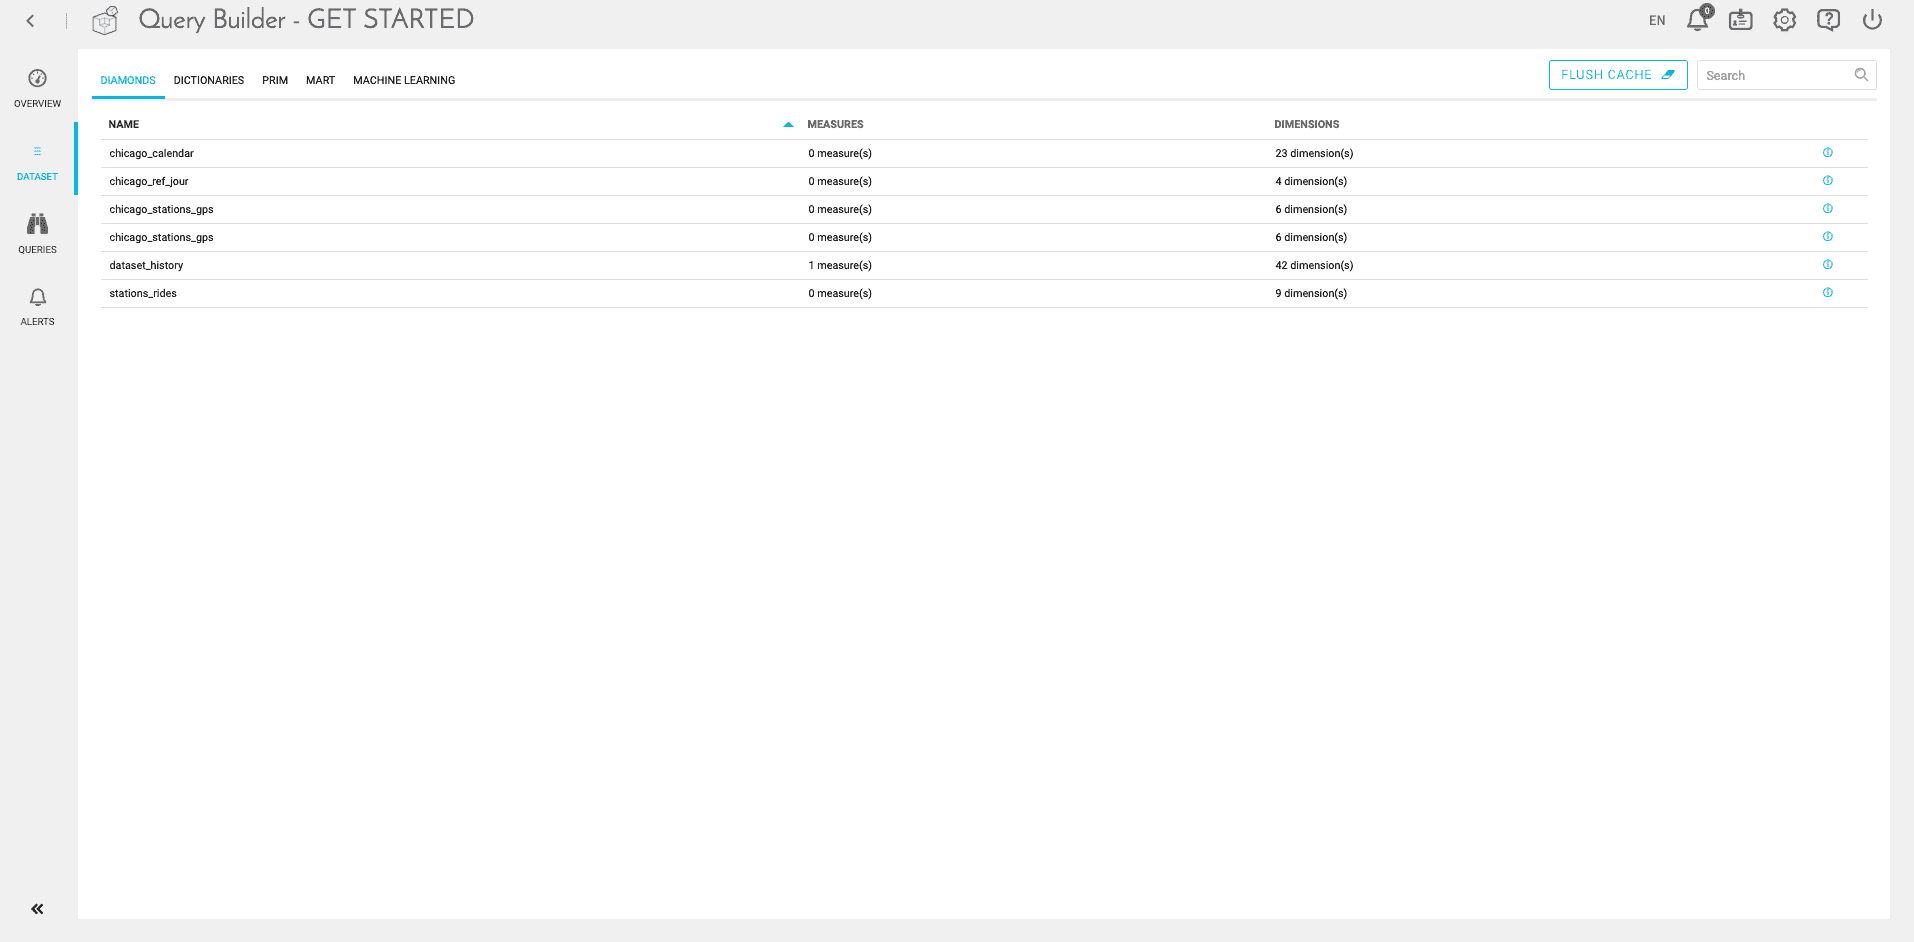 Query Builder - GET STARTED
EN
0
OVERVIEW
DATASET
QUERIES
ALERTS
DIAMONDS DICTIONARIES PRIM MART MACHINE LEARNING
FLUSH CACHE
Search
NAME MEASURES DIMENSIONS
chicago_calendar 0 measure(s) 23 dimension(s)
chicago_ref_jour 0 measure(s) 4 dimension(s)
chicago_stations_gps 0 measure(s) 6 dimension(s)
chicago_stations_gps 0 measure(s) 6 dimension(s)
dataset_history 1 measure(s) 42 dimension(s)
stations_rides 0 measure(s) 9 dimension(s)